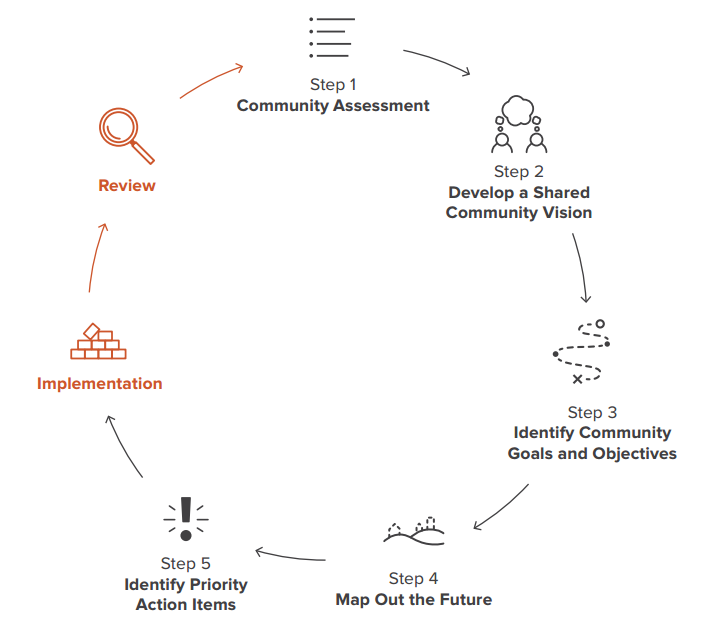 Step 1
Community Assessment
Step 2
Develop a Shared
Community Vision
Step 3
Identify Community
Goals and Objectives
Step 4
Map Out the Future
Step 5
Identify Priority
Action Items
Implementation
Review